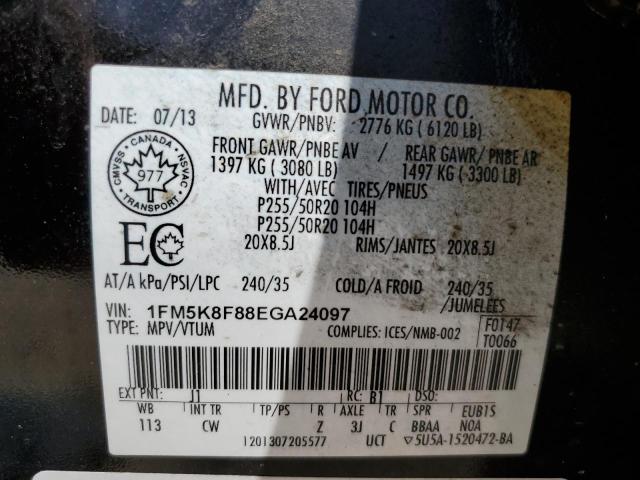 MFD. BY FORD MOTOR CO.
DATE: 07/13 GVWR/PNBV: 2776 KG ( 6120 LB)
FRONT GAWR/PNBE AV / REAR GAWR/ PNBE AR
1397 KG ( 3080 LB) 1497 KG ( 3300 LB)
WITH/AVEC TIRES/PNEUS
P255/50R20 104H
P255/50R20 104H
20X8.5J RIMS/JANTES 20X8.5J
CMVSS · CANADA · NSVAC
977
TRANSPORT
EC
AT/A kPa/PSI/LPC 240/35 COLD/A FROID 240/35
/JUMELEES
VIN: 1FM5K8F88EGA24097
TYPE: MPV/VTUM COMPLIES: ICES/NMB-002
F0147
T0066
EXT PNT: J1 RC: B1 DSO:
WB INT TR TP/PS R AXLE TR SPR EUB1S
113 CW Z 3J C BBAA N0A
1201307205577 UCT ▽5U5A-1520472-BA